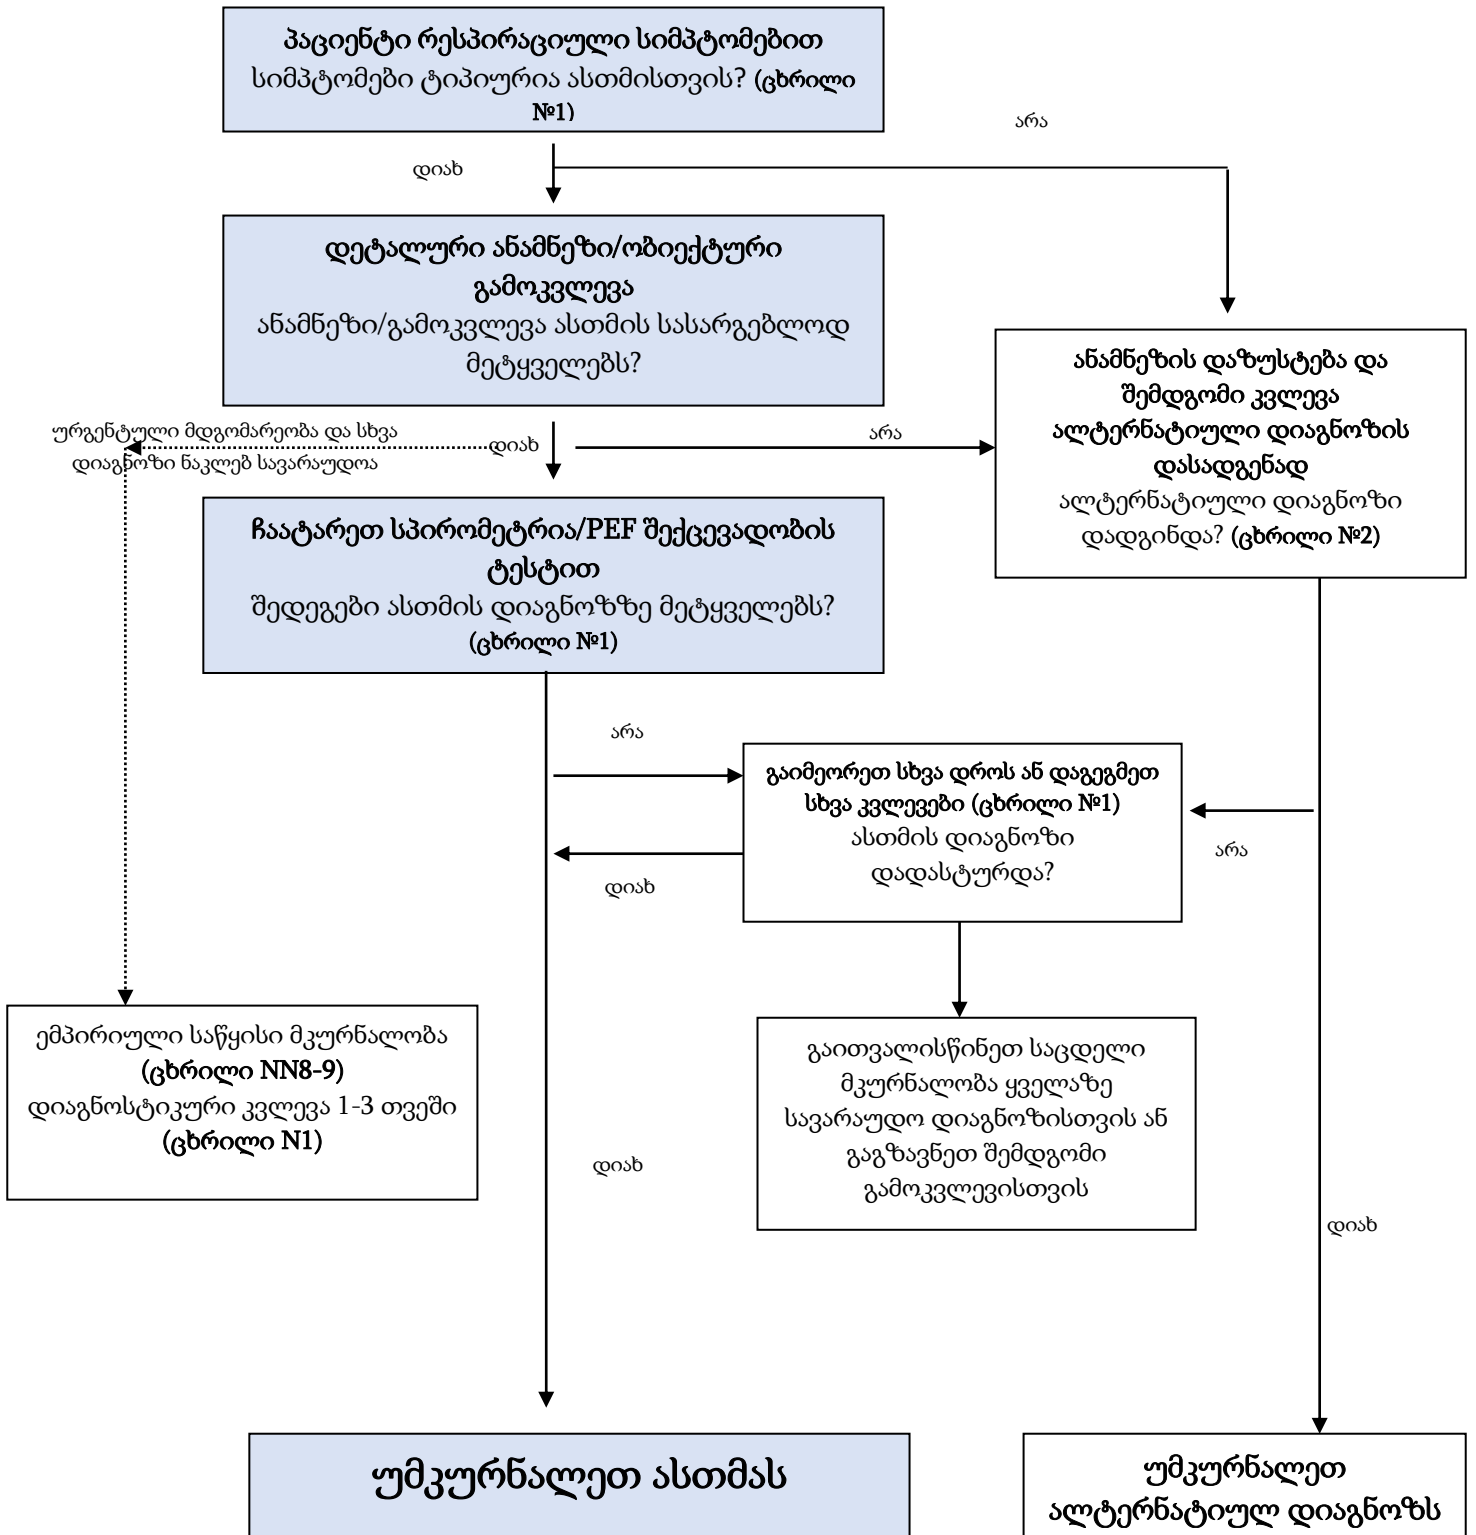 პაციენტი რესპირაციული სიმპტომებით
სიმპტომები ტიპიურია ასთმისთვის? (ცხრილი
№1)
არა
დიახ
დეტალური ანამნეზი/ობიექტური
გამოკვლევა
ანამნეზი/გამოკვლევა ასთმის სასარგებლოდ
მეტყველებს?
ანამნეზის დაზუსტება და
შემდგომი კვლევა
ალტერნატიული დიაგნოზის
დასადგენად
ალტერნატიული დიაგნოზი
დადგინდა? (ცხრილი №2)
ურგენტული მდგომარეობა და სხვა
დიაგნოზი ნაკლებ სავარაუდოა
დიახ
არა
ჩაატარეთ სპირომეტრია/PEF შექცევადობის
ტესტით
შედეგები ასთმის დიაგნოზზე მეტყველებს?
(ცხრილი №1)
არა
გაიმეორეთ სხვა დროს ან დაგეგმეთ
სხვა კვლევები (ცხრილი №1)
ასთმის დიაგნოზი
დადასტურდა?
არა
დიახ
ემპირიული საწყისი მკურნალობა
(ცხრილი NN8-9)
დიაგნოსტიკური კვლევა 1-3 თვეში
(ცხრილი N1)
გაითვალისწინეთ საცდელი
მკურნალობა ყველაზე
სავარაუდო დიაგნოზისთვის ან
გაგზავნეთ შემდგომი
გამოკვლევისთვის
დიახ
დიახ
უმკურნალეთ ასთმას
უმკურნალეთ
ალტერნატიულ დიაგნოზს